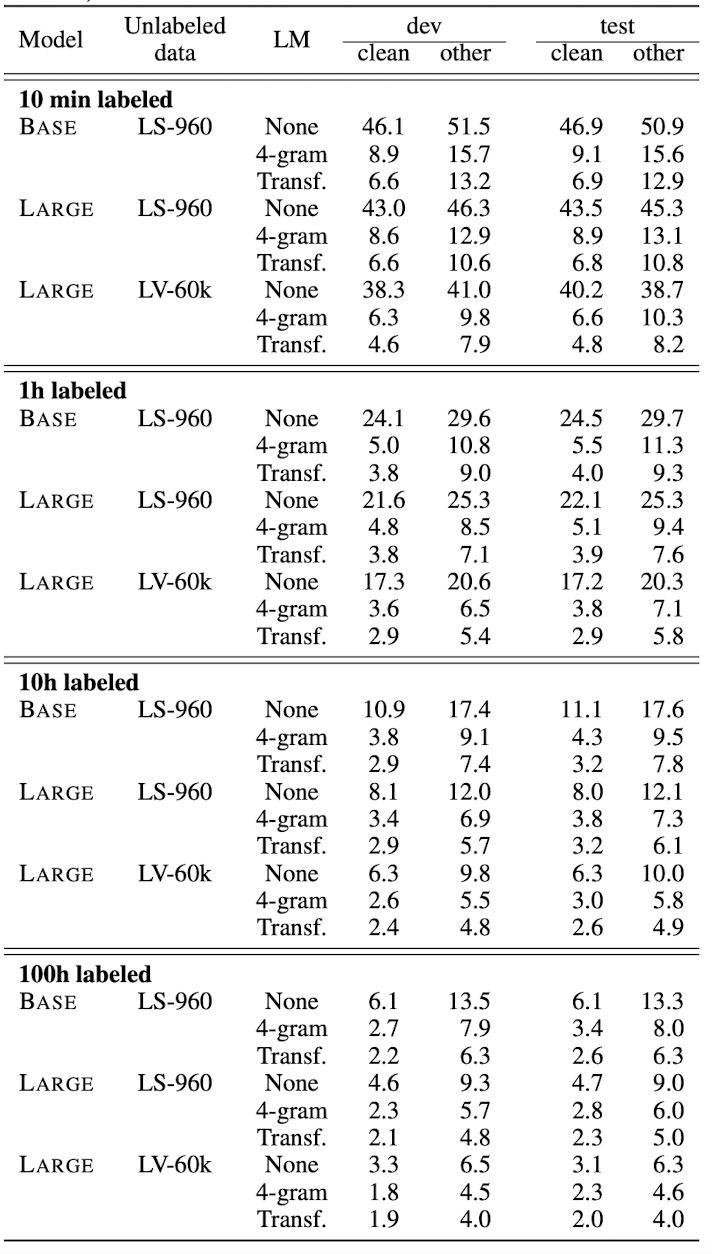 Model Unlabeled data LM dev test
clean other clean other
10 min labeled
BASE LS-960 None 46.1 51.5 46.9 50.9
4-gram 8.9 15.7 9.1 15.6
Transf. 6.6 13.2 6.9 12.9
LARGE LS-960 None 43.0 46.3 43.5 45.3
4-gram 8.6 12.9 8.9 13.1
Transf. 6.6 10.6 6.8 10.8
LARGE LV-60k None 38.3 41.0 40.2 38.7
4-gram 6.3 9.8 6.6 10.3
Transf. 4.6 7.9 4.8 8.2
1h labeled
BASE LS-960 None 24.1 29.6 24.5 29.7
4-gram 5.0 10.8 5.5 11.3
Transf. 3.8 9.0 4.0 9.3
LARGE LS-960 None 21.6 25.3 22.1 25.3
4-gram 4.8 8.5 5.1 9.4
Transf. 3.8 7.1 3.9 7.6
LARGE LV-60k None 17.3 20.6 17.2 20.3
4-gram 3.6 6.5 3.8 7.1
Transf. 2.9 5.4 2.9 5.8
10h labeled
BASE LS-960 None 10.9 17.4 11.1 17.6
4-gram 3.8 9.1 4.3 9.5
Transf. 2.9 7.4 3.2 7.8
LARGE LS-960 None 8.1 12.0 8.0 12.1
4-gram 3.4 6.9 3.8 7.3
Transf. 2.9 5.7 3.2 6.1
LARGE LV-60k None 6.3 9.8 6.3 10.0
4-gram 2.6 5.5 3.0 5.8
Transf. 2.4 4.8 2.6 4.9
100h labeled
BASE LS-960 None 6.1 13.5 6.1 13.3
4-gram 2.7 7.9 3.4 8.0
Transf. 2.2 6.3 2.6 6.3
LARGE LS-960 None 4.6 9.3 4.7 9.0
4-gram 2.3 5.7 2.8 6.0
Transf. 2.1 4.8 2.3 5.0
LARGE LV-60k None 3.3 6.5 3.1 6.3
4-gram 1.8 4.5 2.3 4.6
Transf. 1.9 4.0 2.0 4.0